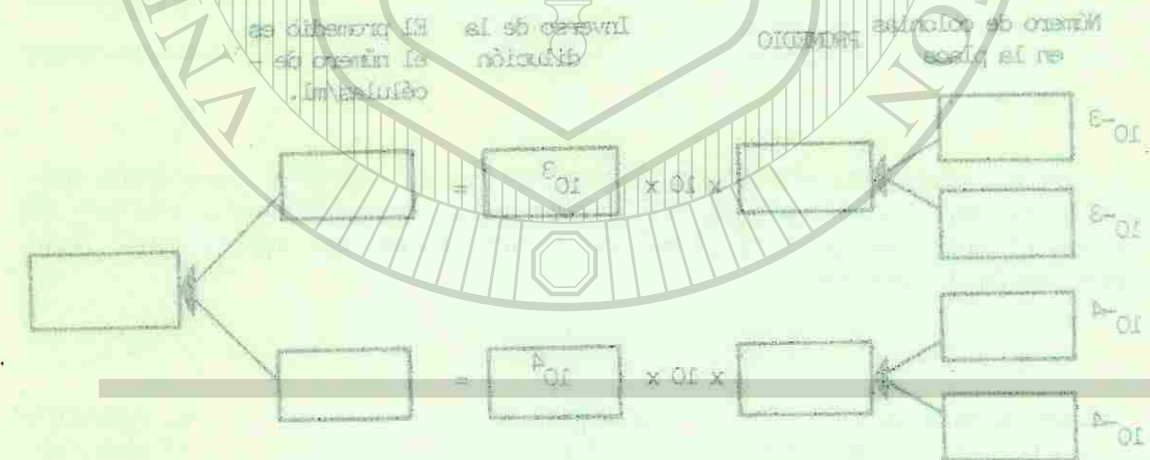 Número de colonias
en la placa
PROMEDIO
Inverso de la
dilución
El promedio es
el número de -
células/ml.
10-3
10-3
x 10 x 10³ =
10-4
10-4
x 10 x 10⁴ =